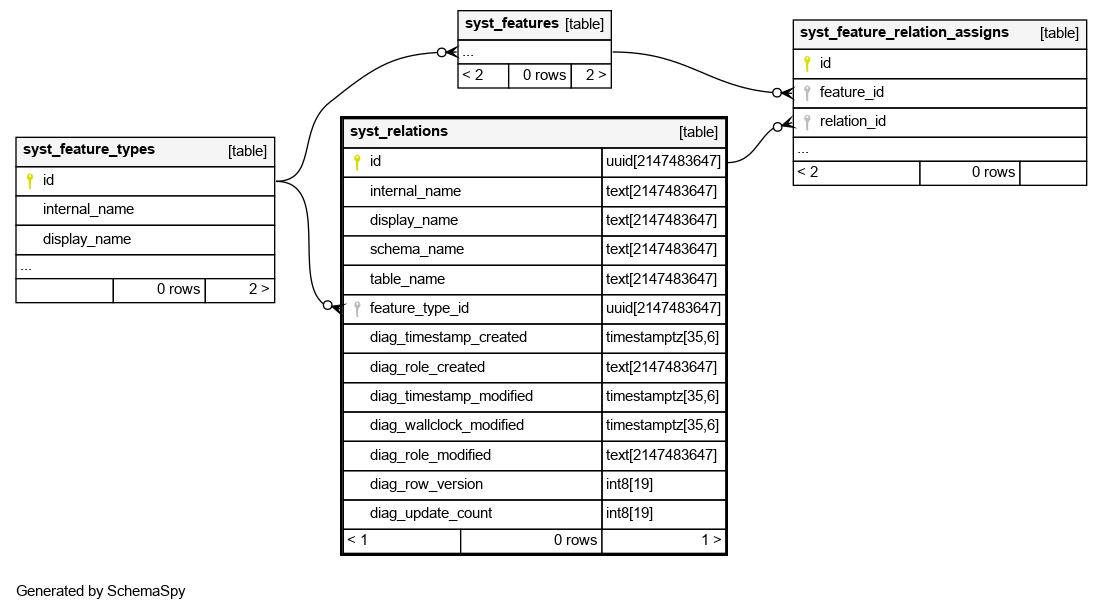 syst_features [table]
...
< 2 0 rows 2 >
syst_feature_relation_assigns [table]
id
feature_id
relation_id
...
< 2 0 rows
syst_feature_types [table]
id
internal_name
display_name
...
0 rows 2 >
syst_relations [table]
id uuid[2147483647]
internal_name text[2147483647]
display_name text[2147483647]
schema_name text[2147483647]
table_name text[2147483647]
feature_type_id uuid[2147483647]
diag_timestamp_created timestamptz[35,6]
diag_role_created text[2147483647]
diag_timestamp_modified timestamptz[35,6]
diag_wallclock_modified timestamptz[35,6]
diag_role_modified text[2147483647]
diag_row_version int8[19]
diag_update_count int8[19]
< 1 0 rows 1 >
Generated by SchemaSpy